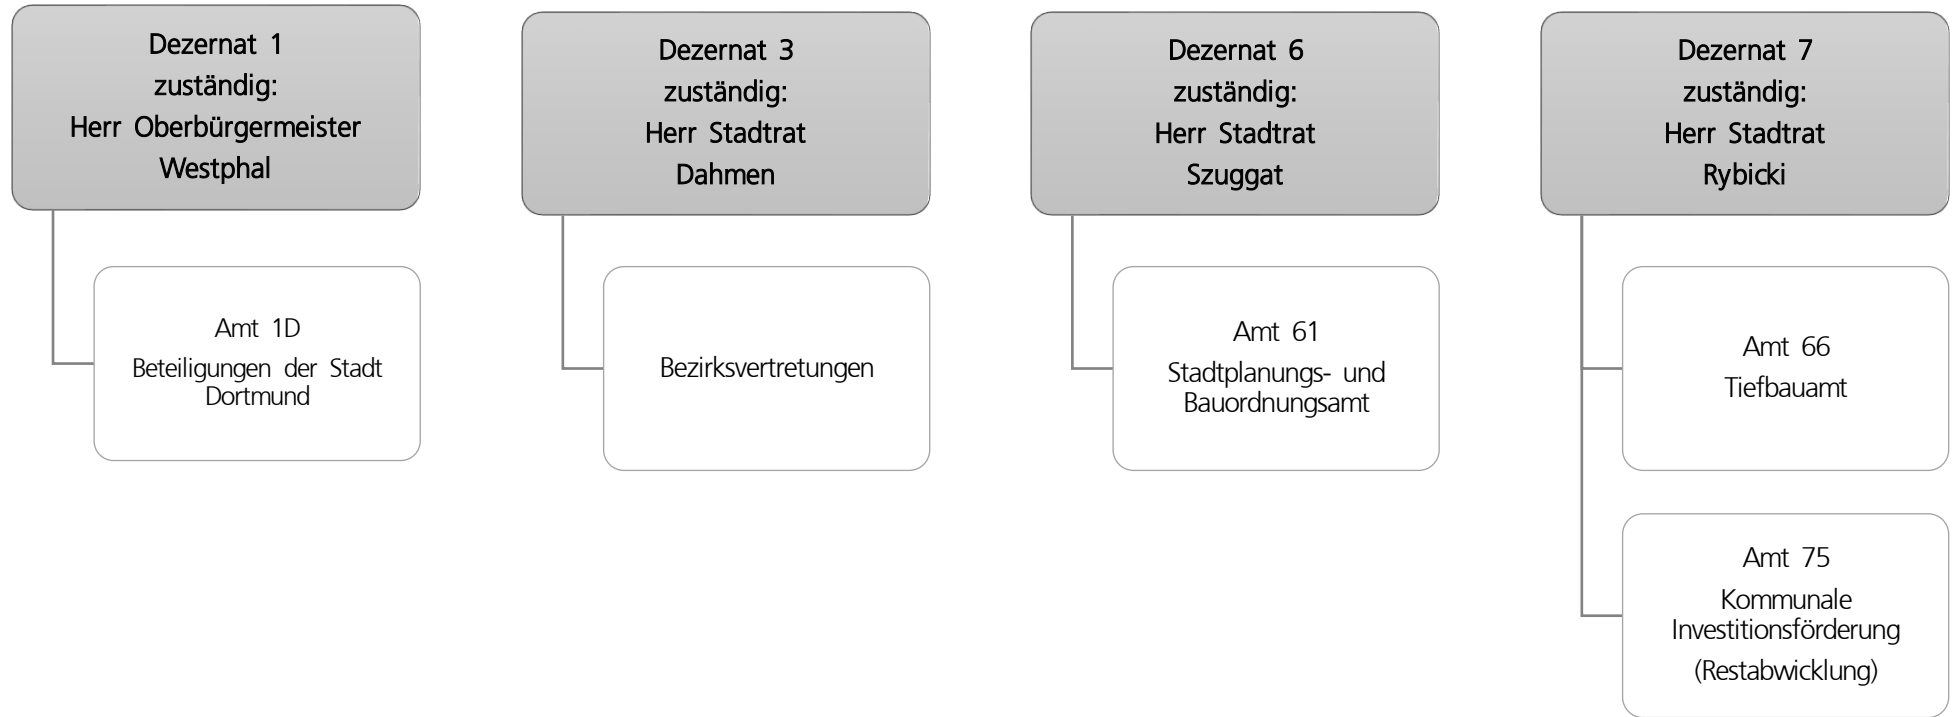 Dezernat 1
zuständig:
Herr Oberbürgermeister
Westphal
Amt 1D
Beteiligungen der Stadt
Dortmund
Dezernat 3
zuständig:
Herr Stadtrat
Dahmen
Bezirksvertretungen
Dezernat 6
zuständig:
Herr Stadtrat
Szuggat
Amt 61
Stadtplanungs- und
Bauordnungsamt
Dezernat 7
zuständig:
Herr Stadtrat
Rybicki
Amt 66
Tiefbauamt
Amt 75
Kommunale
Investitionsförderung
(Restabwicklung)